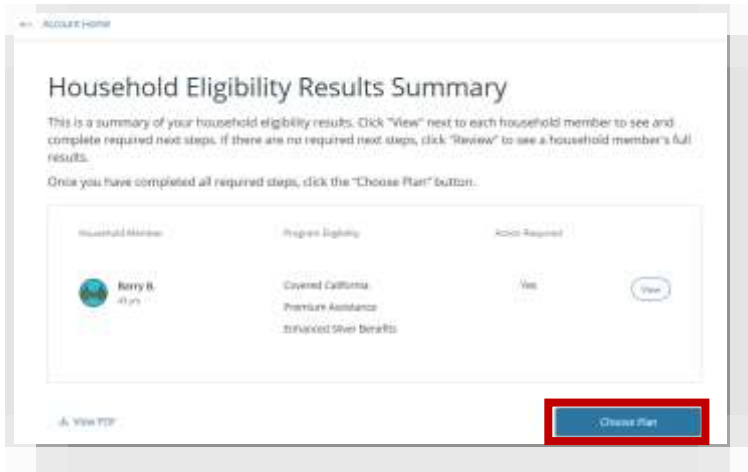 Account Home
Household Eligibility Results Summary
This is a summary of your household eligibility results. Click "View" next to each household member to see and
complete required next steps. If there are no required next steps, click "Review" to see a household member's full
results.
Once you have completed all required steps, click the "Choose Plan" button.
Household Member Program Eligibility Action Required
Barry B. Covered California Yes View
49 yrs
Premium Assistance
Enhanced Silver Benefits
View PDF Choose Plan